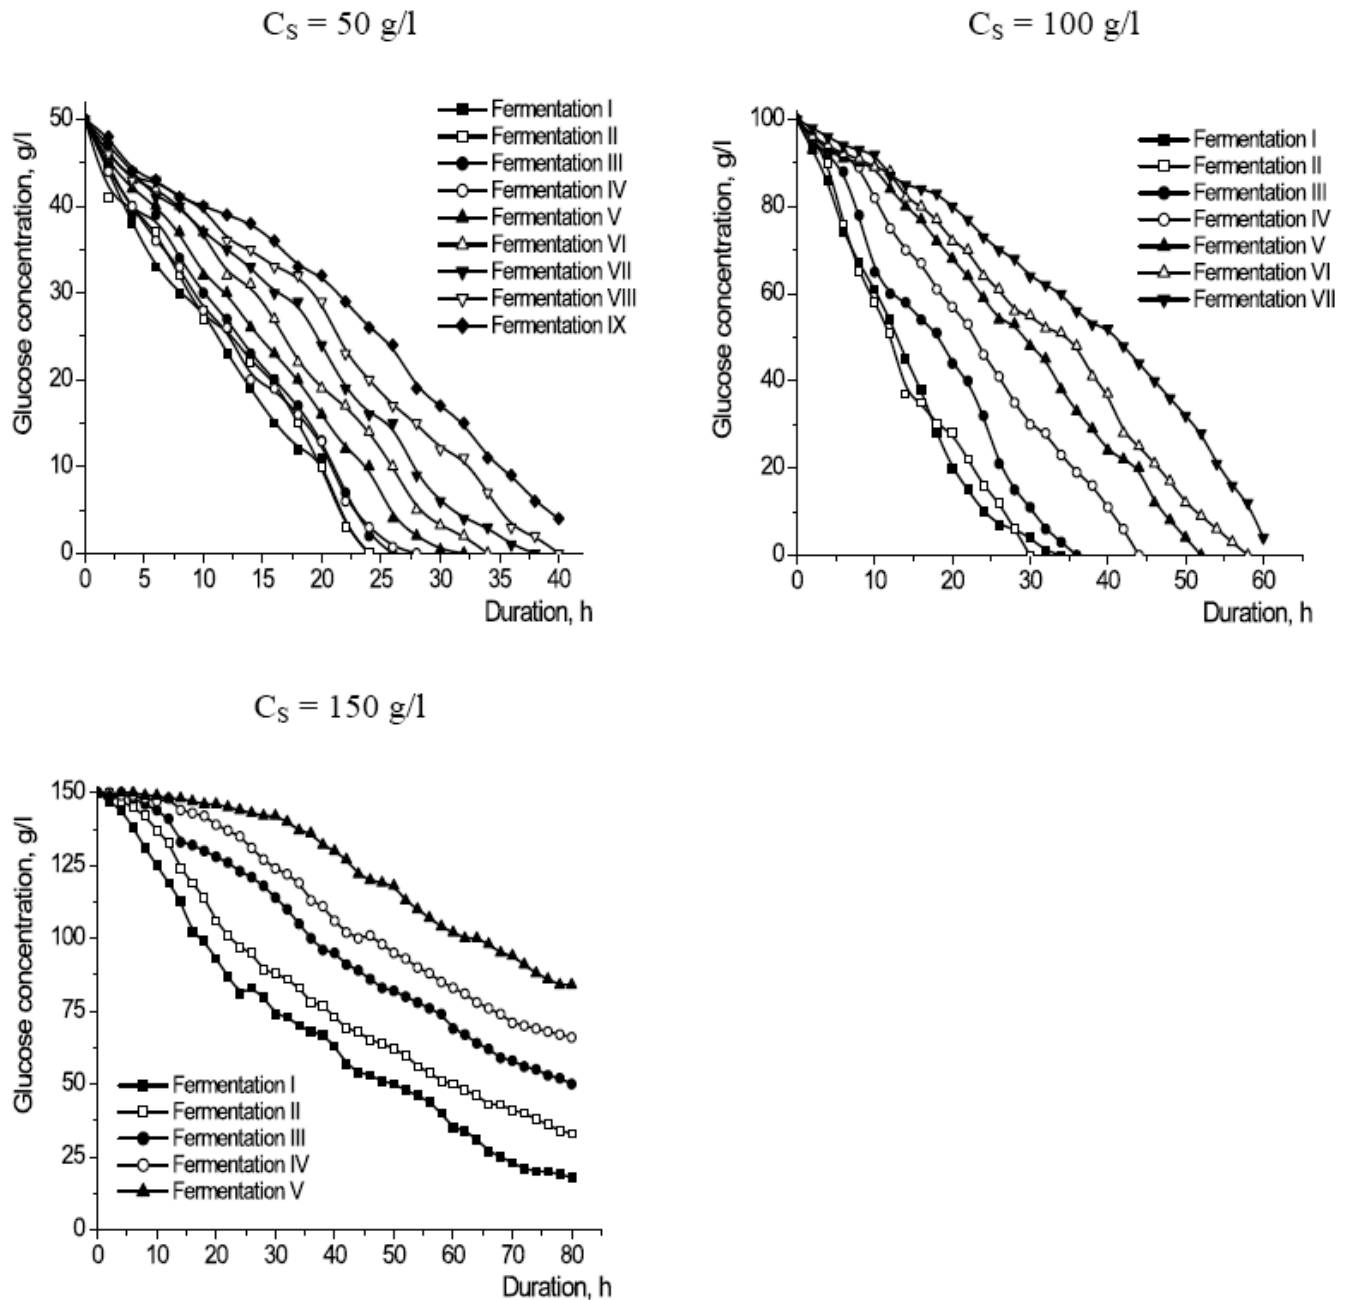 C_S = 50 g/l
Glucose concentration, g/l
50
40
30
20
10
0
0 5 10 15 20 25 30 35 40
Duration, h
Fermentation I
Fermentation II
Fermentation III
Fermentation IV
Fermentation V
Fermentation VI
Fermentation VII
Fermentation VIII
Fermentation IX
C_S = 100 g/l
Glucose concentration, g/l
100
80
60
40
20
0
0 10 20 30 40 50 60
Duration, h
Fermentation I
Fermentation II
Fermentation III
Fermentation IV
Fermentation V
Fermentation VI
Fermentation VII
C_S = 150 g/l
Glucose concentration, g/l
150
125
100
75
50
25
0
Fermentation I
Fermentation II
Fermentation III
Fermentation IV
Fermentation V
0 10 20 30 40 50 60 70 80
Duration, h